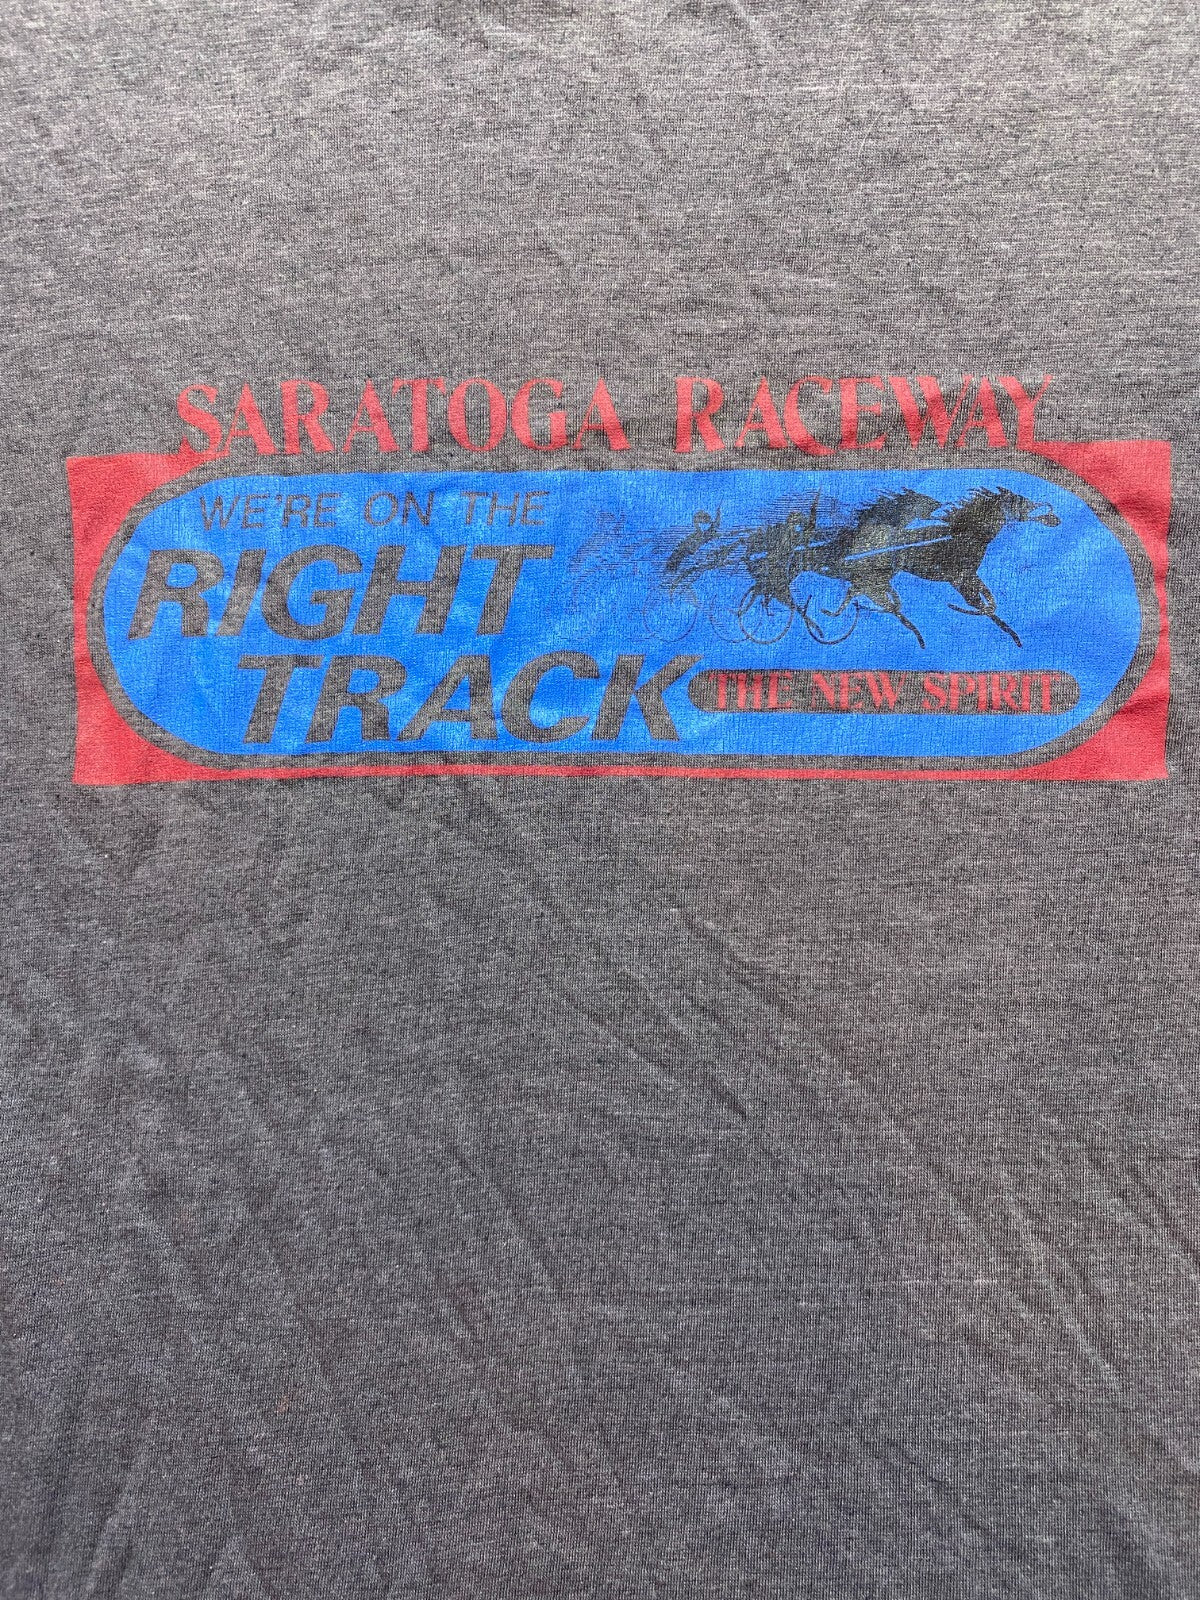 SARATOGA RACEWAY
WE'RE ON THE
RIGHT
TRACK
THE NEW SPIRIT